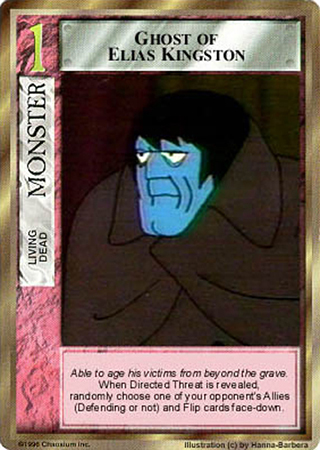 1
GHOST OF
ELIAS KINGSTON
MONSTER
LIVING
DEAD
Able to age his victims from beyond the grave.
When Directed Threat is revealed,
randomly choose one of your opponent's Allies
(Defending or not) and Flip cards face-down.
©1996 Chaosium Inc.
Illustration (c) by Hanna-Barbera